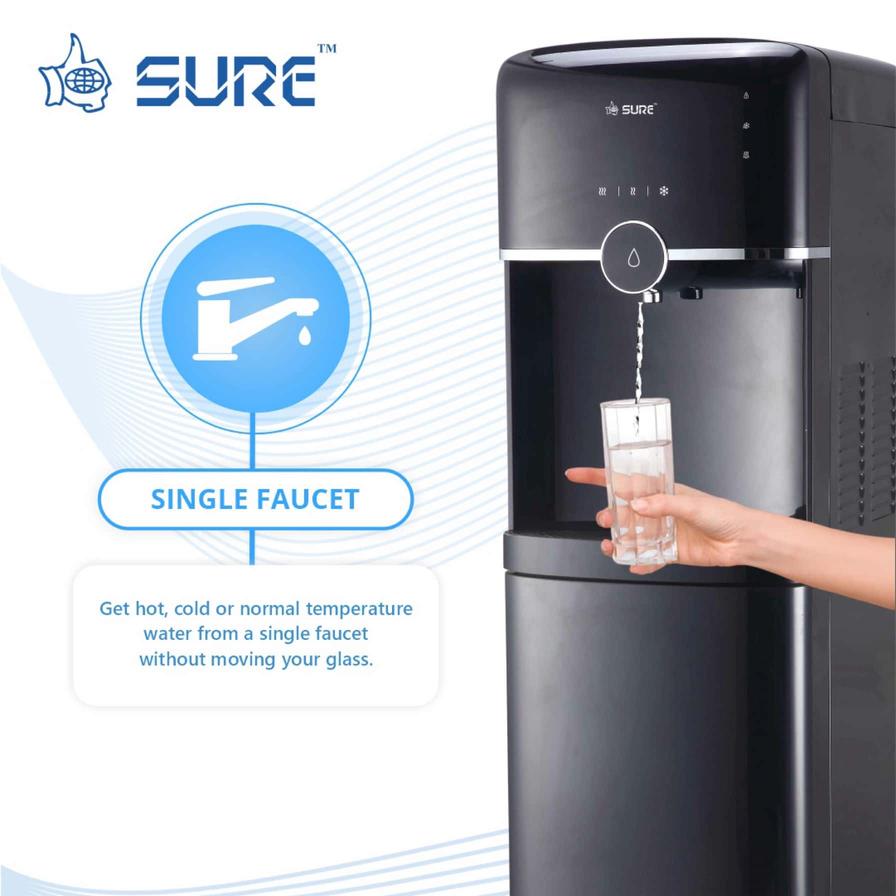 SURE™
SURE™
SINGLE FAUCET
Get hot, cold or normal temperature
water from a single faucet
without moving your glass.